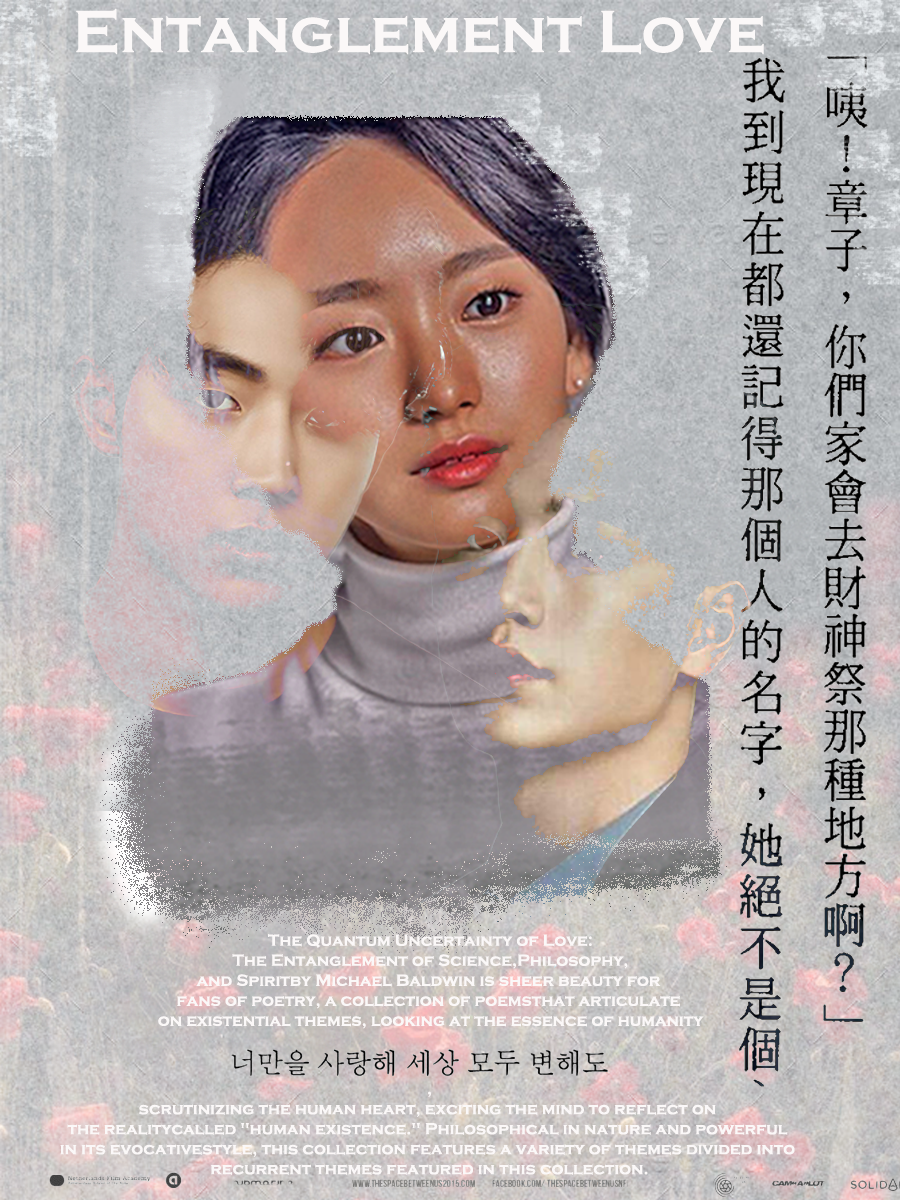 ENTANGLEMENT LOVE
「咦！章子，你們家會去財神祭那種地方啊？」
我到現在都還記得那個人的名字，她絕不是個、
THE QUANTUM UNCERTAINTY OF LOVE:
THE ENTANGLEMENT OF SCIENCE,PHILOSOPHY,
AND SPIRITBY MICHAEL BALDWIN IS SHEER BEAUTY FOR
FANS OF POETRY, A COLLECTION OF POEMSTHAT ARTICULATE
ON EXISTENTIAL THEMES, LOOKING AT THE ESSENCE OF HUMANITY
너만을 사랑해 세상 모두 변해도
,
SCRUTINIZING THE HUMAN HEART, EXCITING THE MIND TO REFLECT ON
THE REALITYCALLED "HUMAN EXISTENCE." PHILOSOPHICAL IN NATURE AND POWERFUL
IN ITS EVOCATIVESTYLE, THIS COLLECTION FEATURES A VARIETY OF THEMES DIVIDED INTO
RECURRENT THEMES FEATURED IN THIS COLLECTION.
Netherlands Film Academy
WWW.THESPACEBETWEENUS2015.COM FACEBOOK.COM/THESPACEBETWEENUSNF
CAMALOT